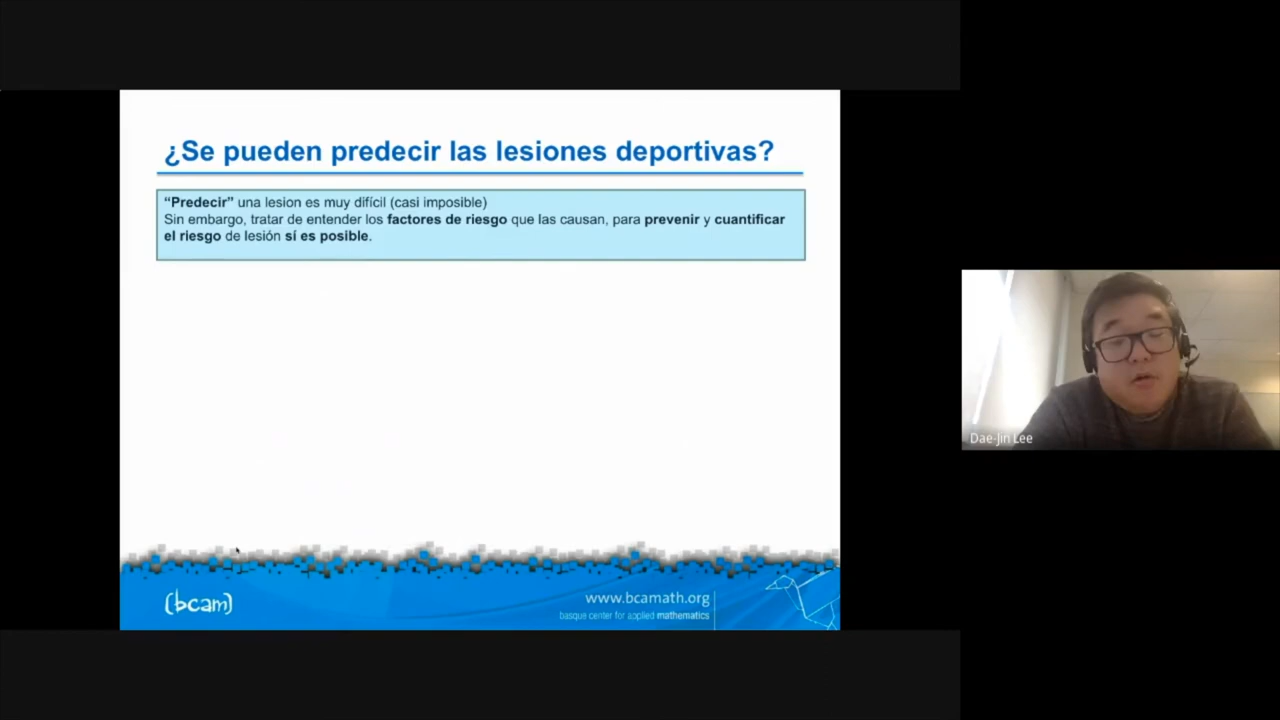 ¿Se pueden predecir las lesiones deportivas?
“Predecir” una lesion es muy difícil (casi imposible)
Sin embargo, tratar de entender los factores de riesgo que las causan, para prevenir y cuantificar
el riesgo de lesión sí es posible.
Dae-Jin Lee
(bcam)
www.bcamath.org
basque center for applied mathematics